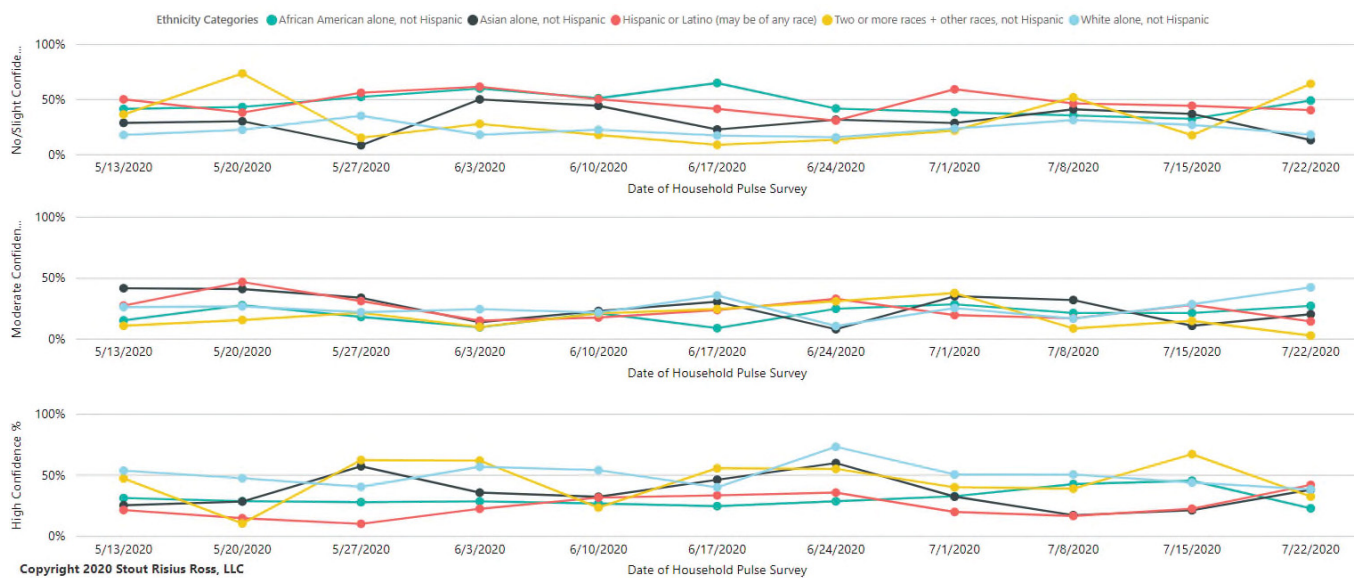 Ethnicity Categories African American alone, not Hispanic Asian alone, not Hispanic Hispanic or Latino (may be of any race) Two or more races + other races, not Hispanic White alone, not Hispanic
No/Slight Confide...
100%
50%
0%
5/13/2020 5/20/2020 5/27/2020 6/3/2020 6/10/2020 6/17/2020 6/24/2020 7/1/2020 7/8/2020 7/15/2020 7/22/2020
Date of Household Pulse Survey
Moderate Confiden...
100%
50%
0%
5/13/2020 5/20/2020 5/27/2020 6/3/2020 6/10/2020 6/17/2020 6/24/2020 7/1/2020 7/8/2020 7/15/2020 7/22/2020
Date of Household Pulse Survey
High Confidence %
100%
50%
0%
5/13/2020 5/20/2020 5/27/2020 6/3/2020 6/10/2020 6/17/2020 6/24/2020 7/1/2020 7/8/2020 7/15/2020 7/22/2020
Date of Household Pulse Survey
Copyright 2020 Stout Risius Ross, LLC